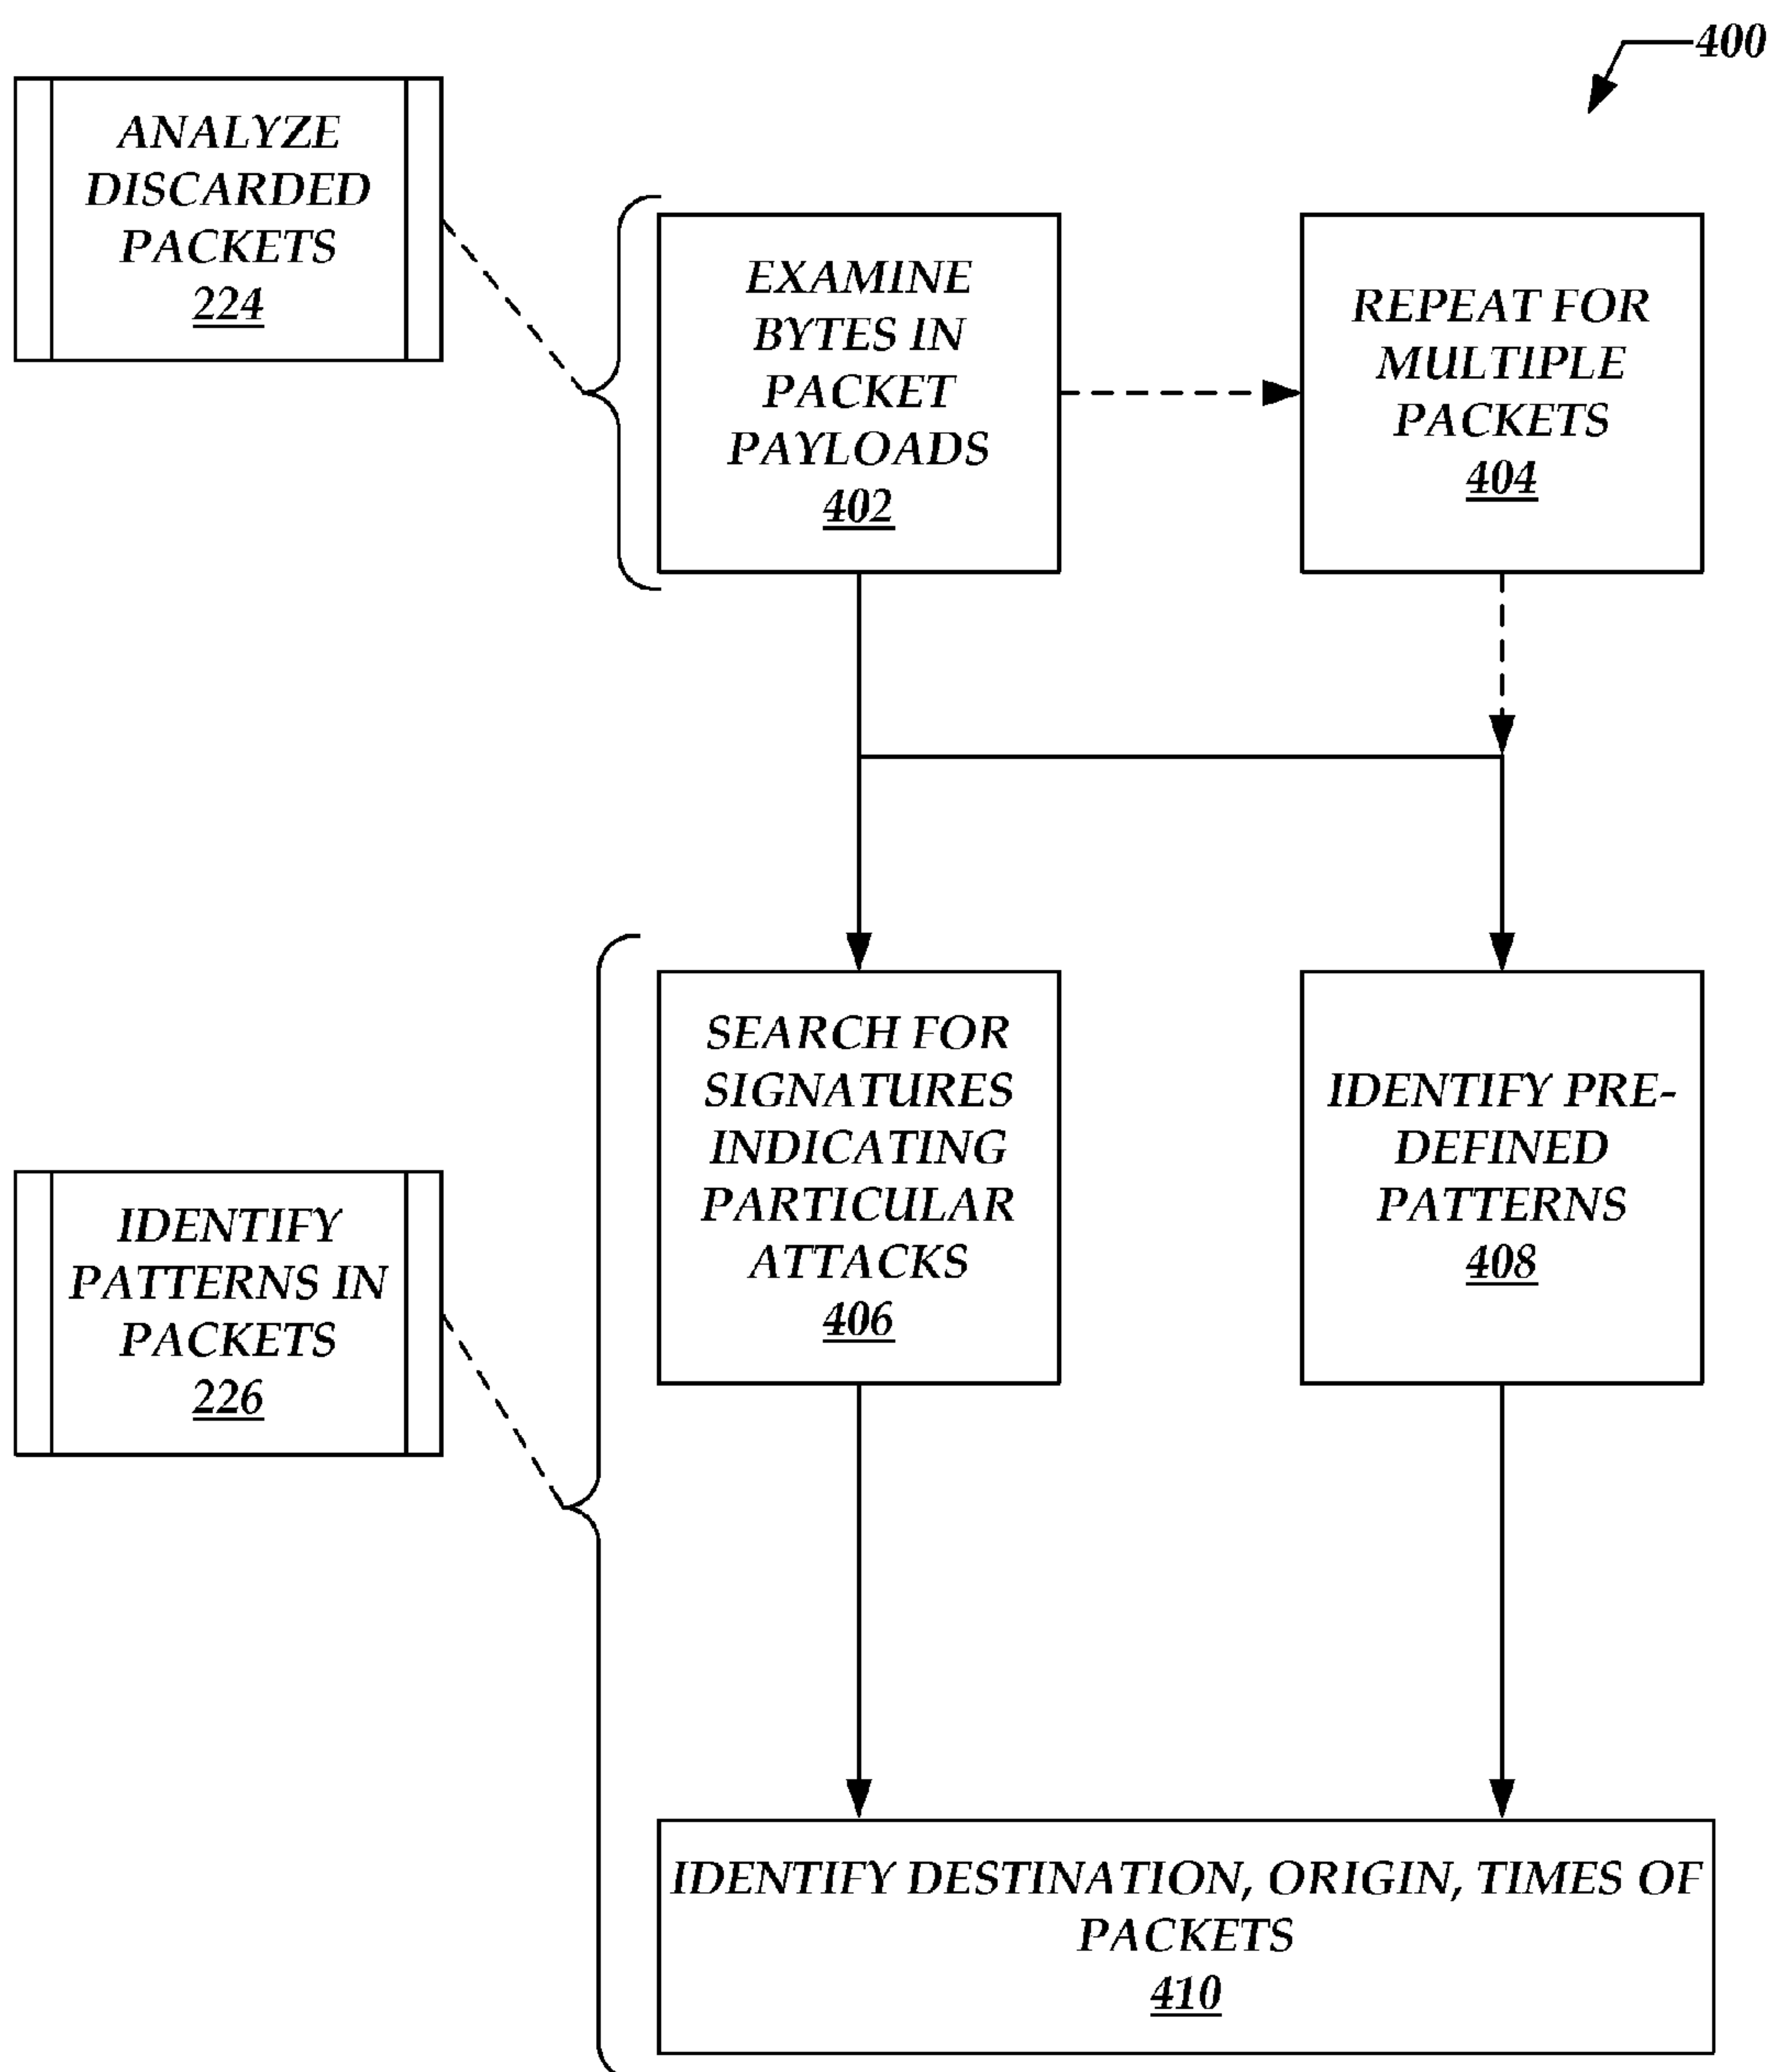 400
ANALYZE
DISCARDED
PACKETS
224
EXAMINE
BYTES IN
PACKET
PAYLOADS
402
REPEAT FOR
MULTIPLE
PACKETS
404
SEARCH FOR
SIGNATURES
INDICATING
PARTICULAR
ATTACKS
406
IDENTIFY PRE-
DEFINED
PATTERNS
408
IDENTIFY
PATTERNS IN
PACKETS
226
IDENTIFY DESTINATION, ORIGIN, TIMES OF
PACKETS
410